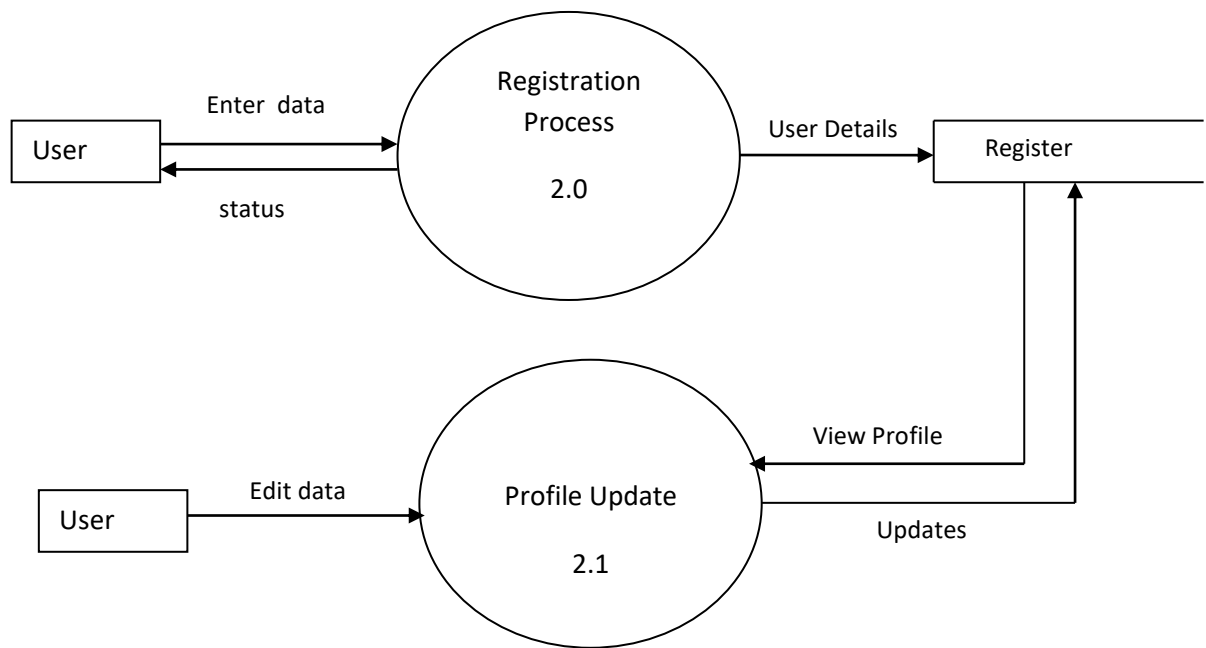 Registration
Process
2.0
Enter data
User
status
User Details
Register
View Profile
Profile Update
2.1
Edit data
User
Updates